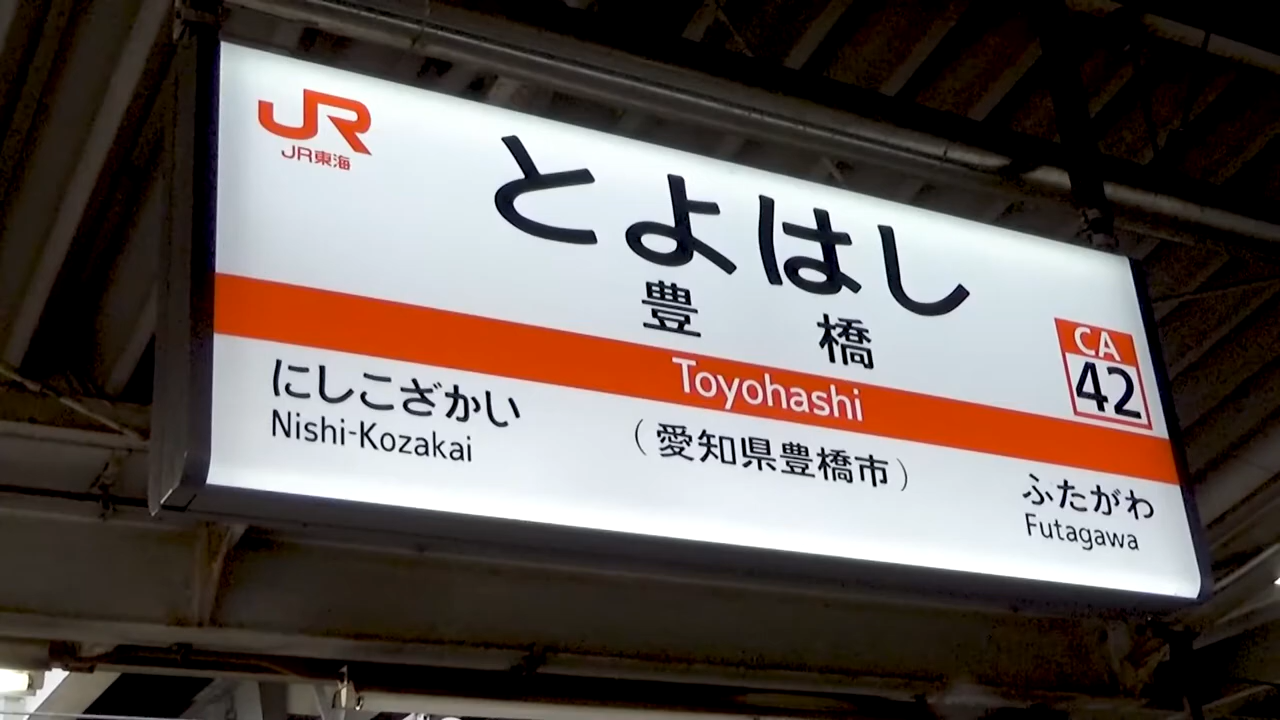 JR
JR東海
とよはし
豊橋
Toyohashi
CA
42
にしこざかい
Nishi-Kozakai
(愛知県豊橋市)
ふたがわ
Futagawa